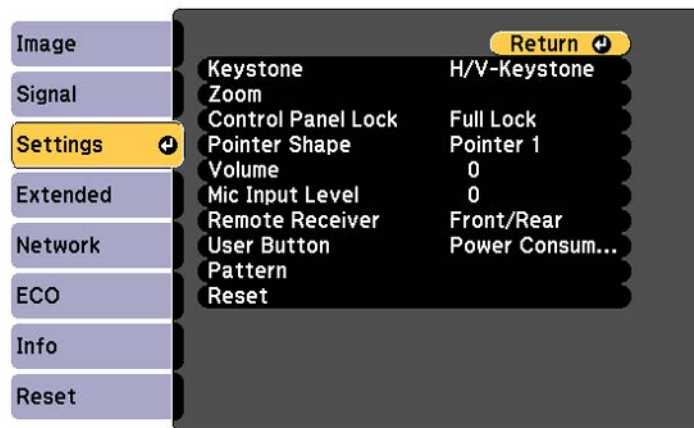 Image
Signal
Settings
Extended
Network
ECO
Info
Reset
Return
Keystone H/V-Keystone
Zoom
Control Panel Lock Full Lock
Pointer Shape Pointer 1
Volume 0
Mic Input Level 0
Remote Receiver Front/Rear
User Button Power Consum...
Pattern
Reset